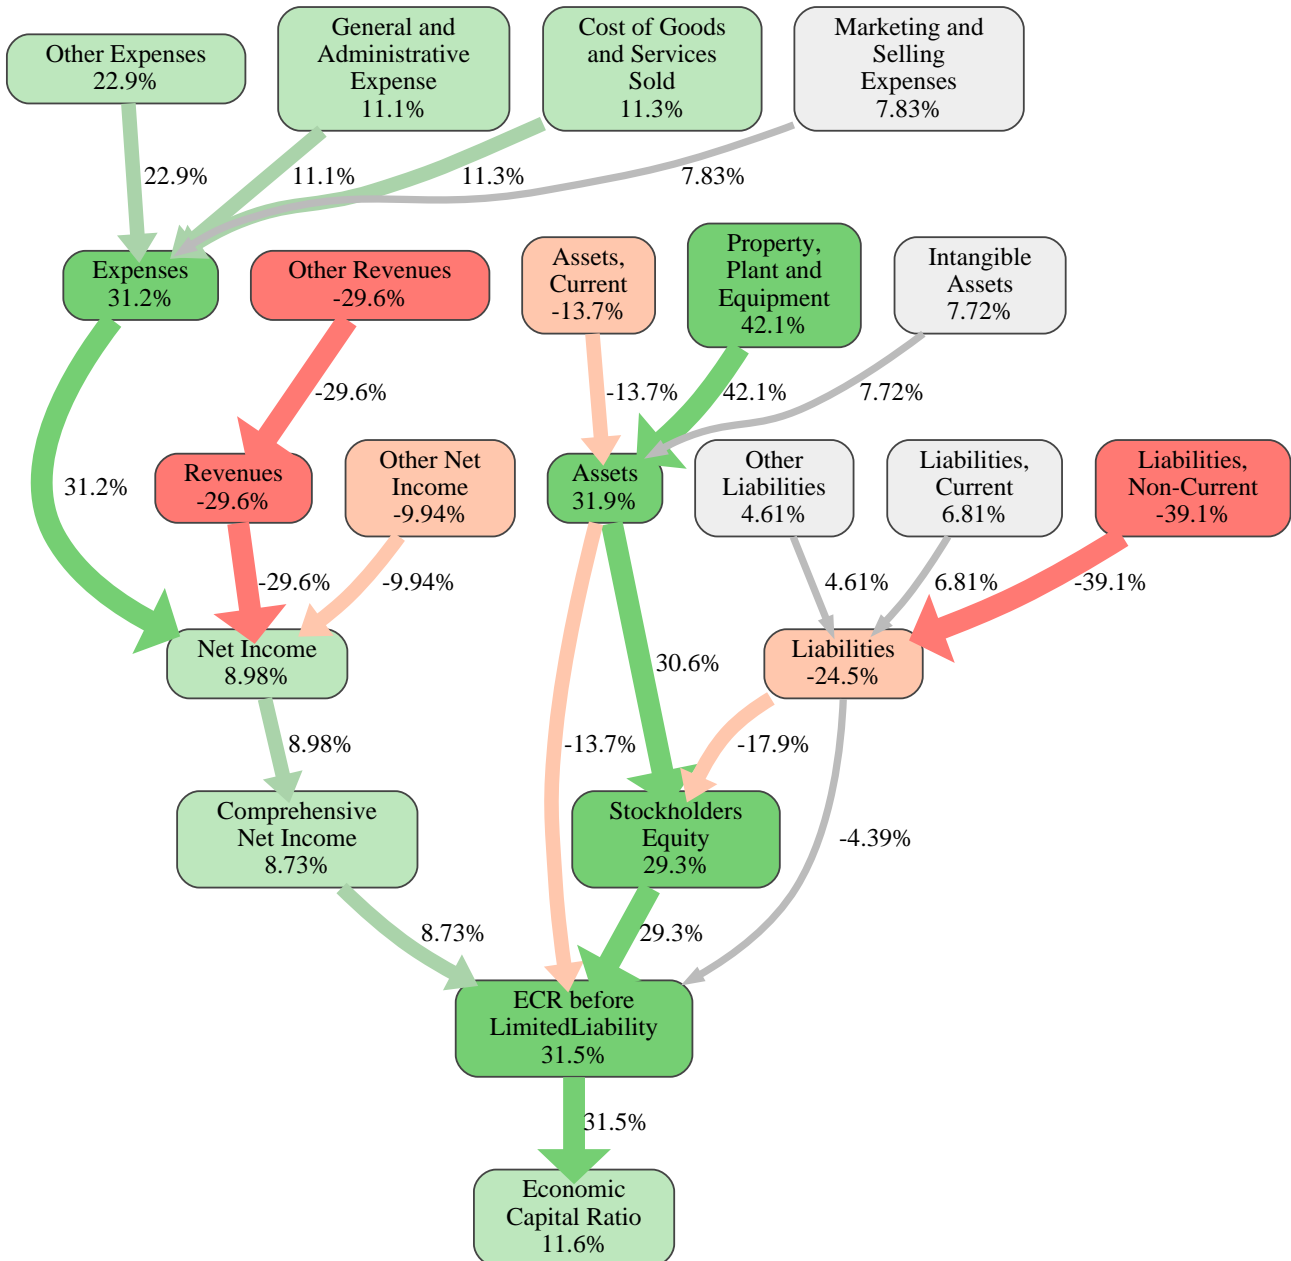 Other Expenses
22.9%
General and
Administrative
Expense
11.1%
Cost of Goods
and Services
Sold
11.3%
Marketing and
Selling
Expenses
7.83%
22.9%
11.1%
11.3%
7.83%
Expenses
31.2%
Other Revenues
-29.6%
Assets,
Current
-13.7%
Property,
Plant and
Equipment
42.1%
Intangible
Assets
7.72%
-29.6%
-13.7%
42.1%
7.72%
31.2%
Revenues
-29.6%
Other Net
Income
-9.94%
Assets
31.9%
Other
Liabilities
4.61%
Liabilities,
Current
6.81%
Liabilities,
Non-Current
-39.1%
-29.6%
-9.94%
4.61%
6.81%
-39.1%
Net Income
8.98%
30.6%
Liabilities
-24.5%
8.98%
-13.7%
-17.9%
Comprehensive
Net Income
8.73%
Stockholders
Equity
29.3%
-4.39%
8.73%
29.3%
ECR before
LimitedLiability
31.5%
31.5%
Economic
Capital Ratio
11.6%